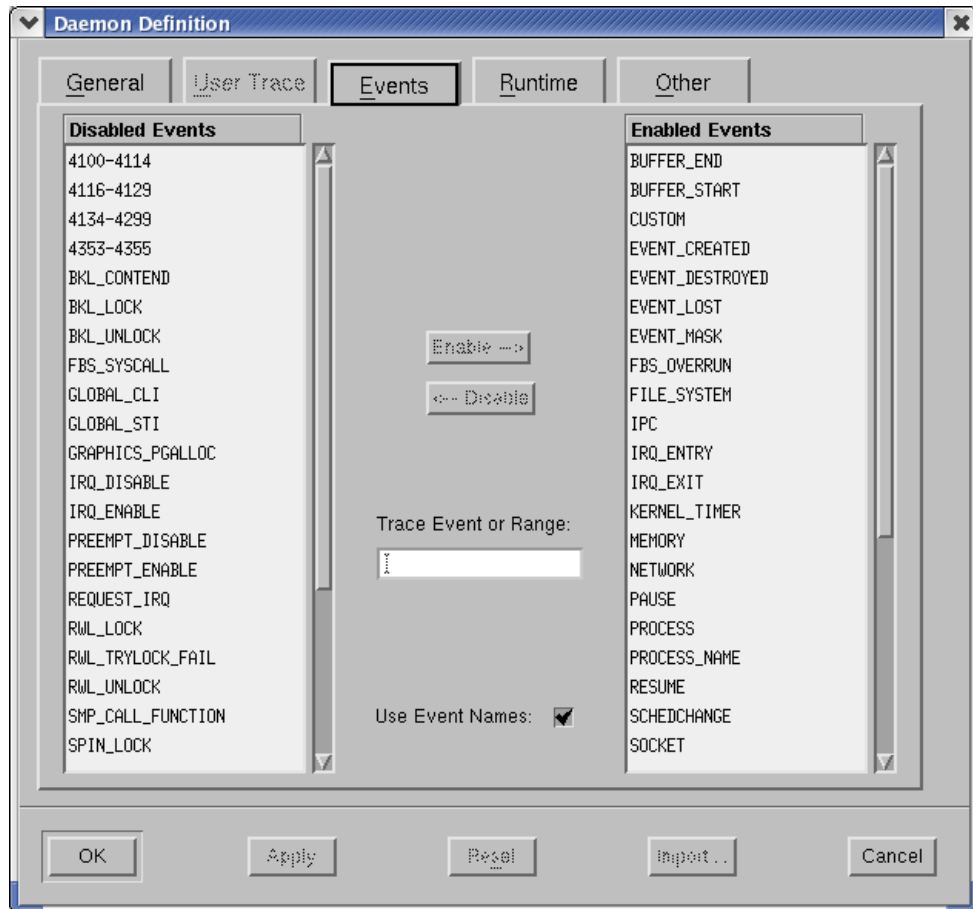 Daemon Definition
General
User Trace
Events
Runtime
Other
Disabled Events
4100-4114
4116-4129
4134-4299
4353-4355
BKL_CONTEND
BKL_LOCK
BKL_UNLOCK
FBS_SYSCALL
GLOBAL_CLI
GLOBAL_STI
GRAPHICS_PGALLOC
IRQ_DISABLE
IRQ_ENABLE
PREEMPT_DISABLE
PREEMPT_ENABLE
REQUEST_IRQ
RWL_LOCK
RWL_TRYLOCK_FAIL
RWL_UNLOCK
SMP_CALL_FUNCTION
SPIN_LOCK
Enable -->
<-- Disable
Trace Event or Range:
Use Event Names:
Enabled Events
BUFFER_END
BUFFER_START
CUSTOM
EVENT_CREATED
EVENT_DESTROYED
EVENT_LOST
EVENT_MASK
FBS_OVERRUN
FILE_SYSTEM
IPC
IRQ_ENTRY
IRQ_EXIT
KERNEL_TIMER
MEMORY
NETWORK
PAUSE
PROCESS
PROCESS_NAME
RESUME
SCHEDCHANGE
SOCKET
OK
Apply
Reset
Import...
Cancel